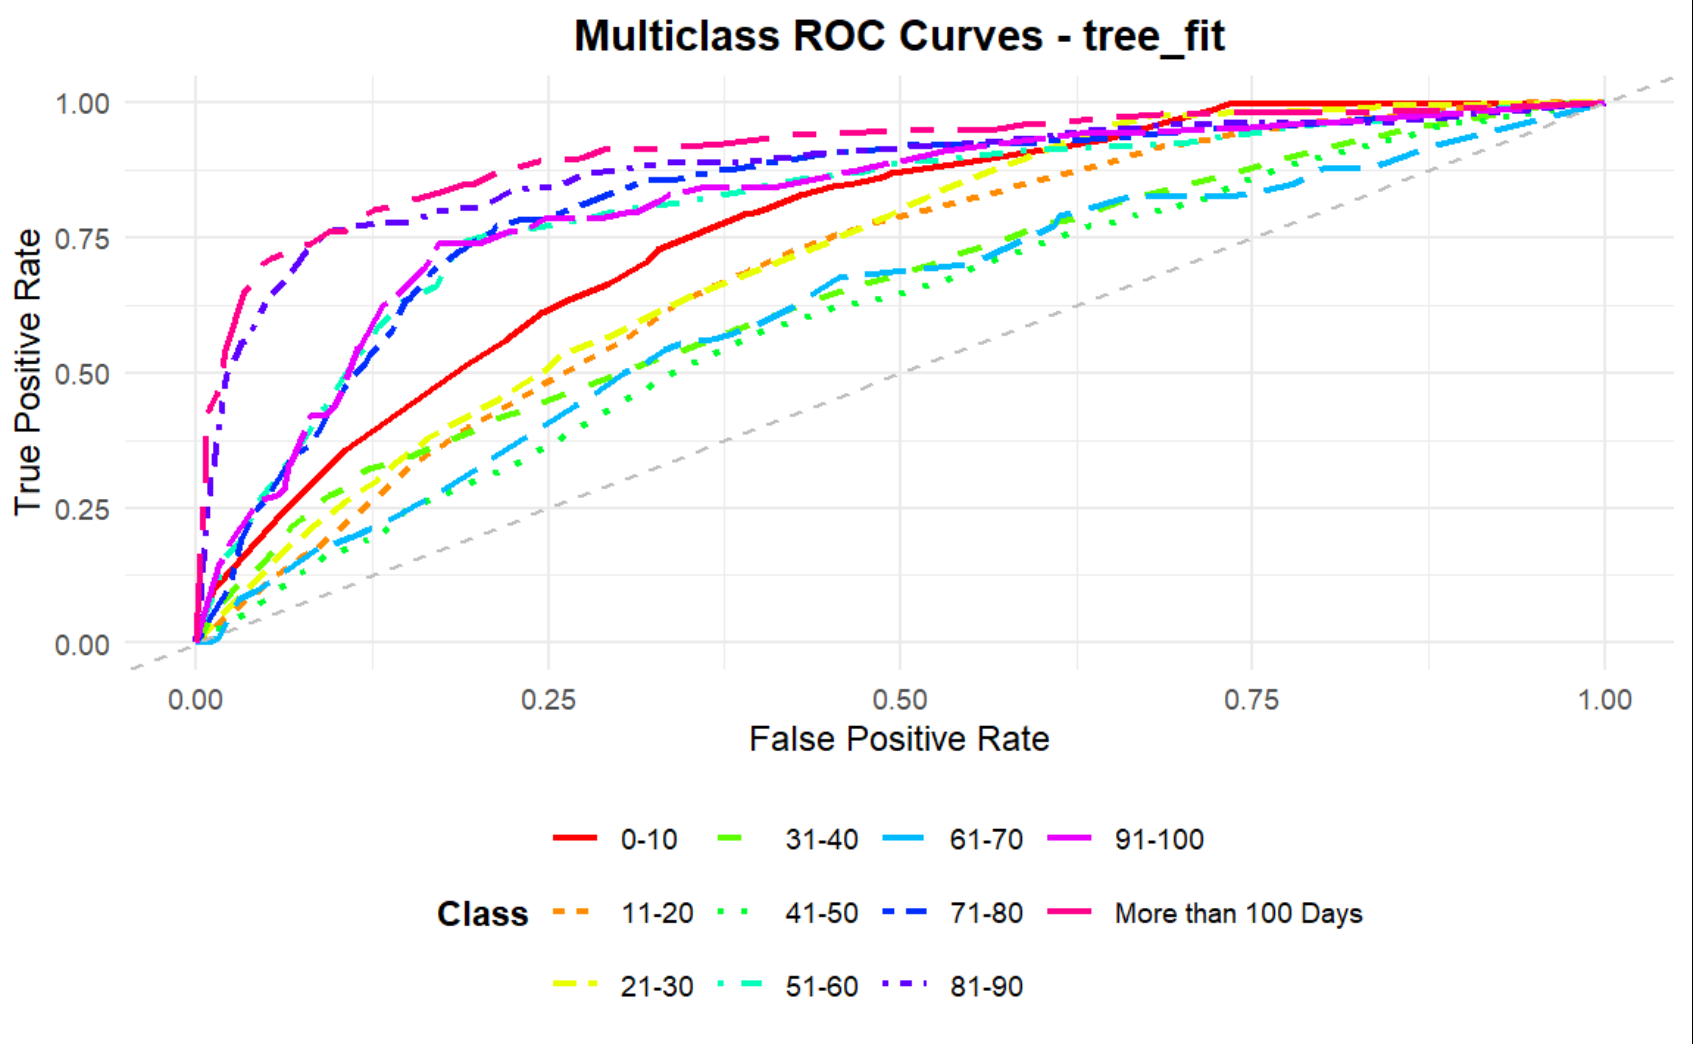 Multiclass ROC Curves - tree_fit
True Positive Rate
1.00
0.75
0.50
0.25
0.00
0.00 0.25 0.50 0.75 1.00
False Positive Rate
Class
0-10 31-40 61-70 91-100
11-20 41-50 71-80 More than 100 Days
21-30 51-60 81-90